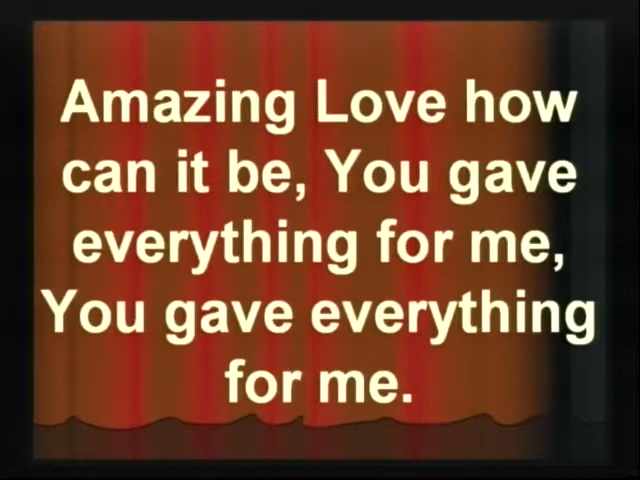 Amazing Love how
can it be, You gave
everything for me,
You gave everything
for me.